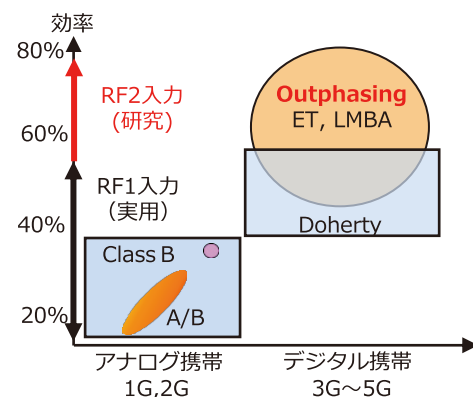 効率
80%
60%
40%
20%
RF2入力
(研究)
RF1入力
（実用）
Outphasing
ET, LMBA
Doherty
Class B
A/B
アナログ携帯
1G,2G
デジタル携帯
3G～5G